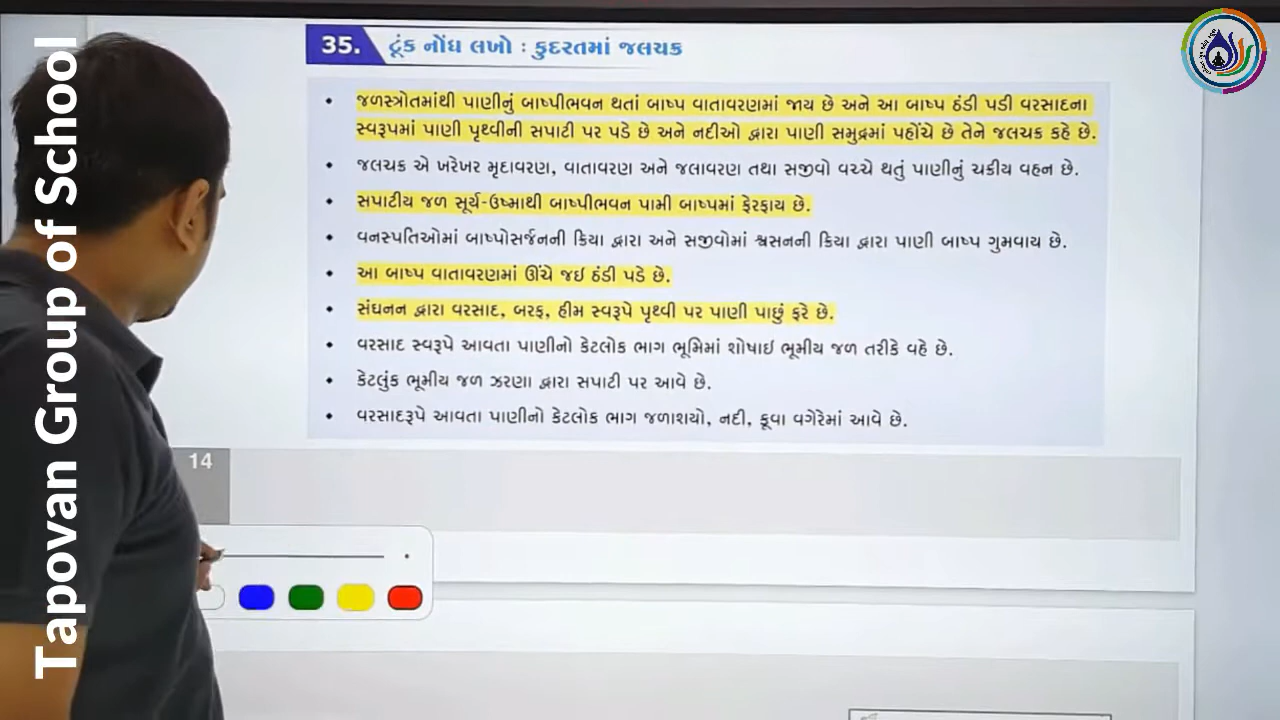 Tapovan Group of School
35. ટૂંક નોંધ લખો : કુદરતમાં જલચક્ર
• જળસ્ત્રોતમાંથી પાણીનું બાષ્પીભવન થતાં બાષ્પ વાતાવરણમાં જાય છે અને આ બાષ્પ ઠંડી પડી વરસાદના
સ્વરૂપમાં પાણી પૃથ્વીની સપાટી પર પડે છે અને નદીઓ દ્વારા પાણી સમુદ્રમાં પહોંચે છે તેને જલચક્ર કહે છે.
• જલચક્ર એ ખરેખર મૃદાવરણ, વાતાવરણ અને જલાવરણ તથા સજીવો વચ્ચે થતું પાણીનું ચક્રીય વહન છે.
• સપાટીય જળ સૂર્ય-ઉષ્માથી બાષ્પીભવન પામી બાષ્પમાં ફેરફાય છે.
• વનસ્પતિઓમાં બાષ્પોસર્જનની ક્રિયા દ્વારા અને સજીવોમાં શ્વસનની ક્રિયા દ્વારા પાણી બાષ્પ ગુમવાય છે.
• આ બાષ્પ વાતાવરણમાં ઊંચે જઇ ઠંડી પડે છે.
• સંઘનન દ્વારા વરસાદ, બરફ, હીમ સ્વરૂપે પૃથ્વી પર પાણી પાછું ફરે છે.
• વરસાદ સ્વરૂપે આવતા પાણીનો કેટલોક ભાગ ભૂમિમાં શોષાઇ ભૂમીય જળ તરીકે વહે છે.
• કેટલુંક ભૂમીય જળ ઝરણા દ્વારા સપાટી પર આવે છે.
• વરસાદરૂપે આવતા પાણીનો કેટલોક ભાગ જળાશયો, નદી, કૂવા વગેરેમાં આવે છે.
14